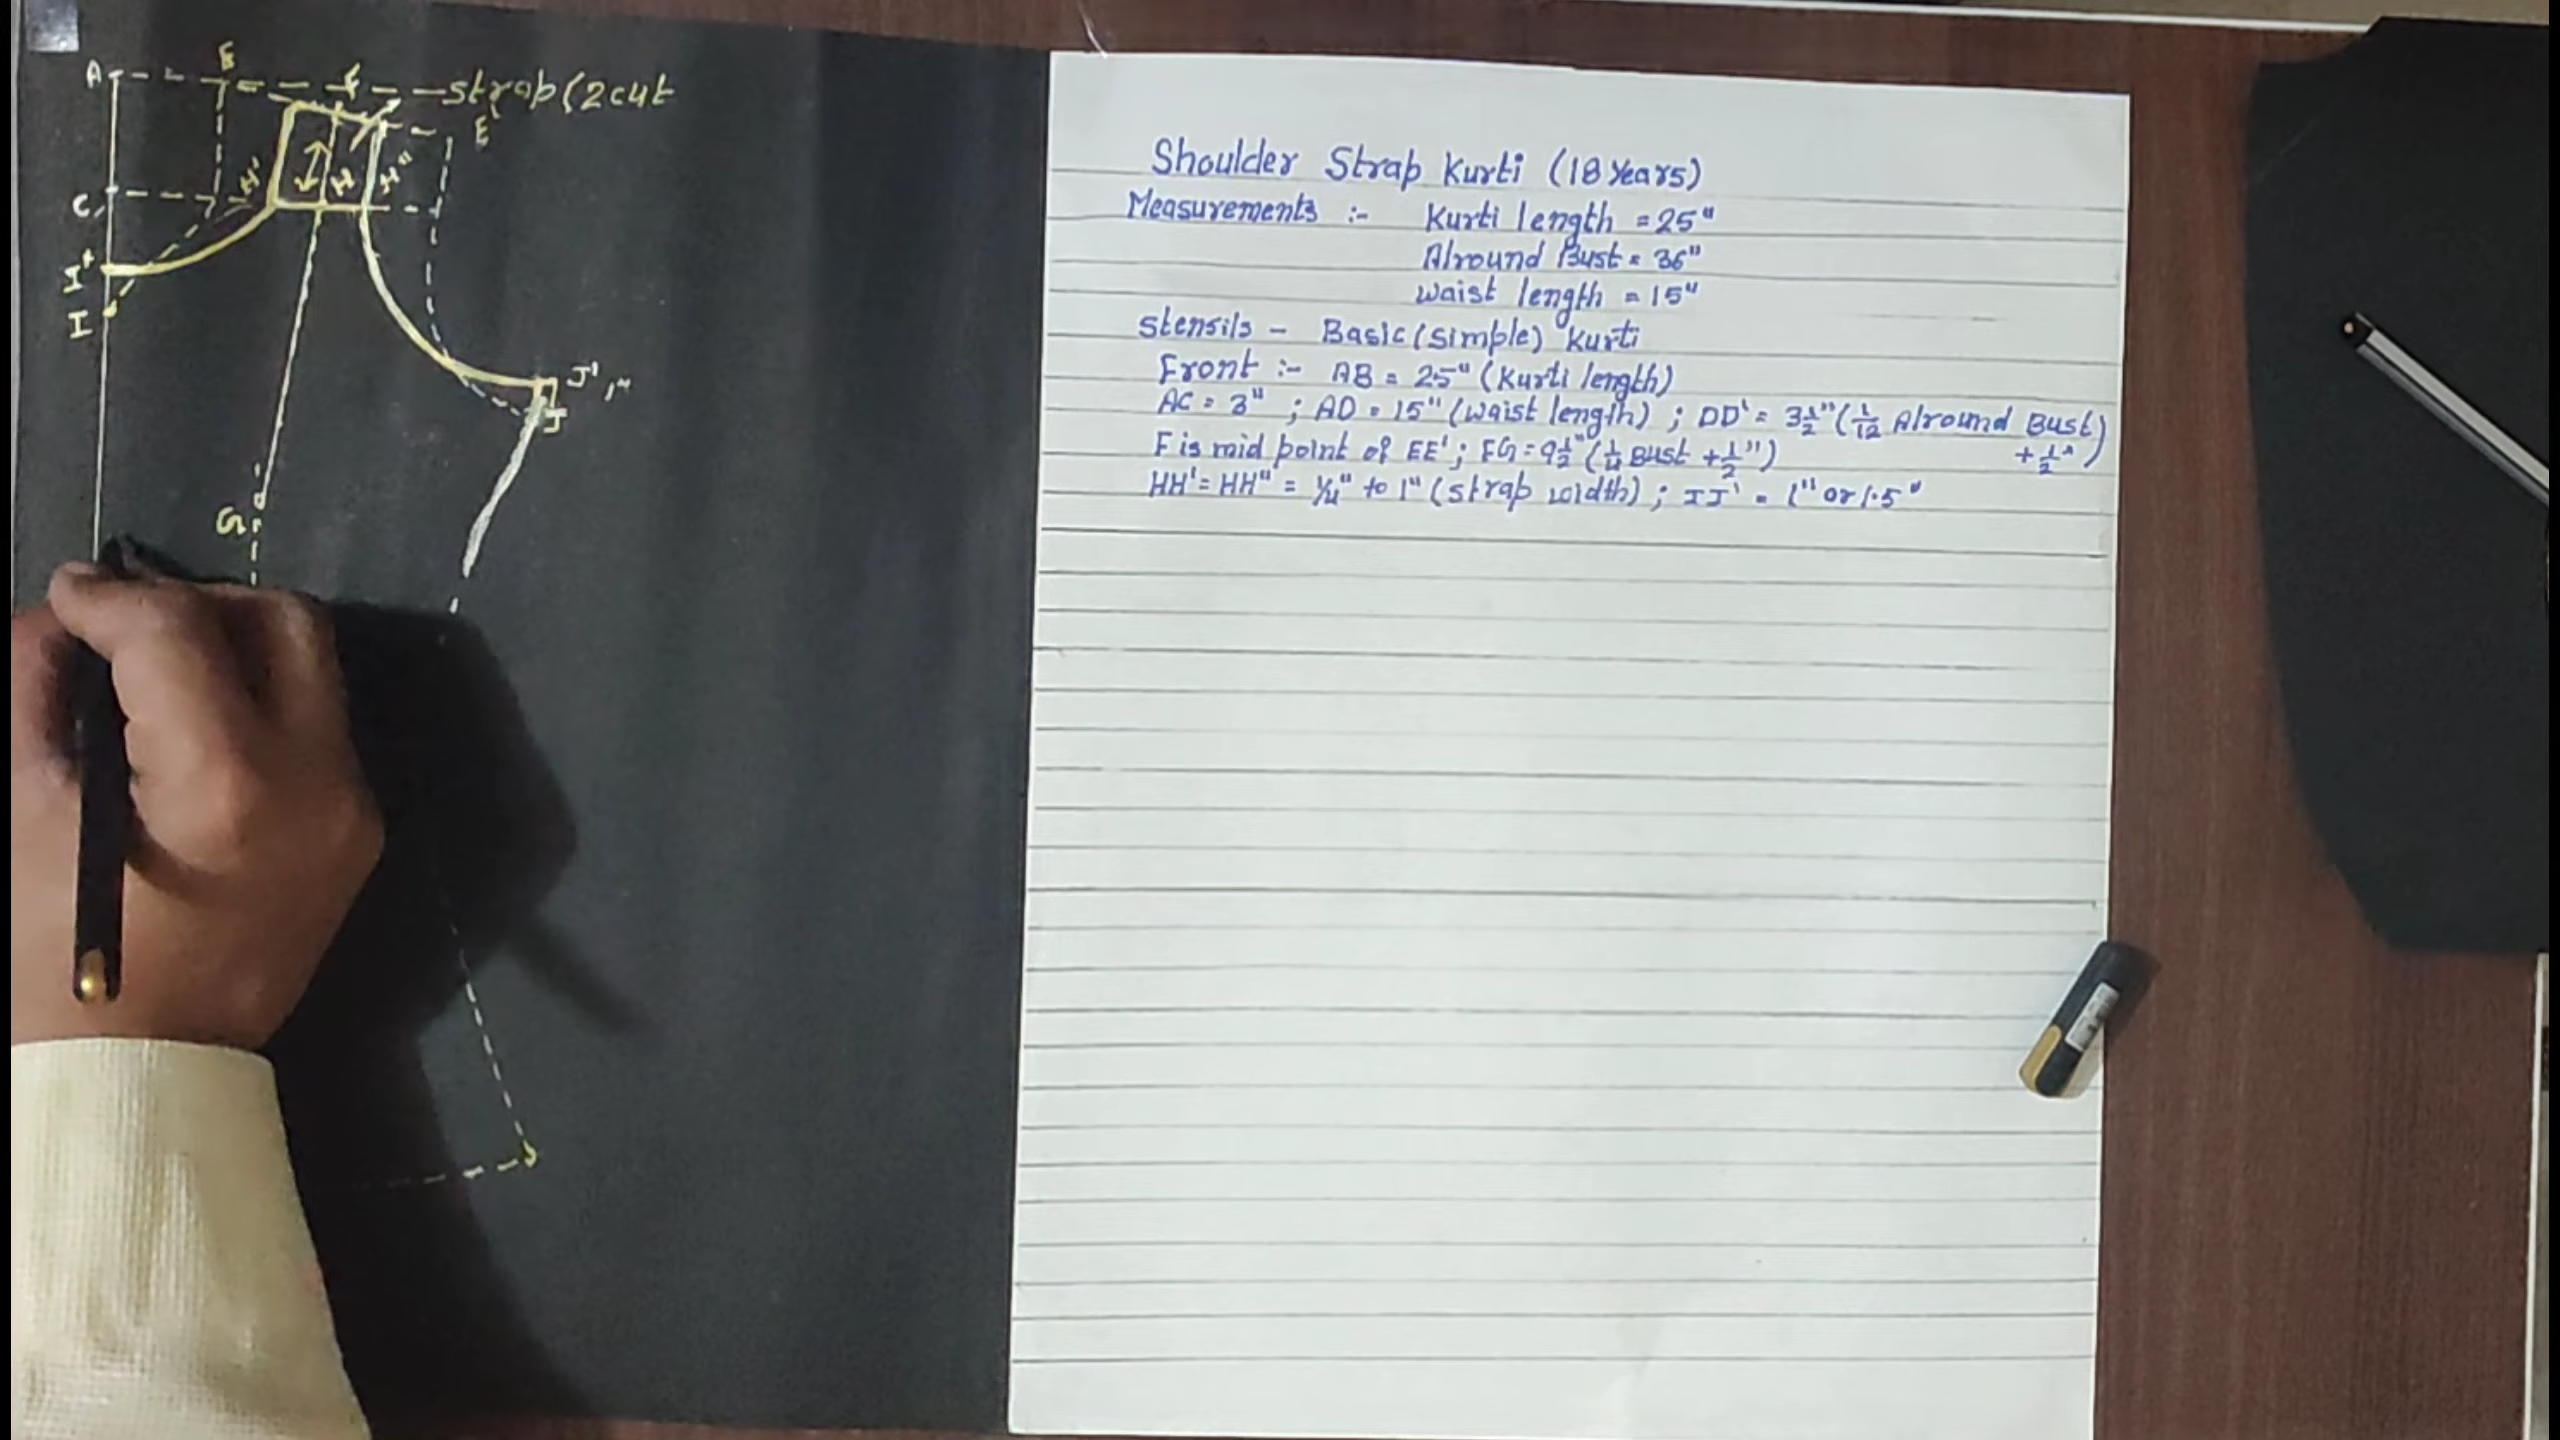 A
E
F
strap (2 cut
E'
H'
H
H"
C
I'
I
J', "
J
G
Shoulder Strap Kurti (18 Years)
Measurements :- Kurti length = 25"
Alround Bust = 36"
Waist length = 15"
Stensils - Basic (simple) Kurti
Front :- AB = 25" (Kurti length)
AC = 3" ; AD = 15" (waist length) ; DD' = 3½" (1/12 Alround Bust + ½")
F is mid point of EE' ; FG = 9½" (¼ Bust + ½")
HH' = HH" = ¼" to 1" (strap width) ; = 1" or 1.5"